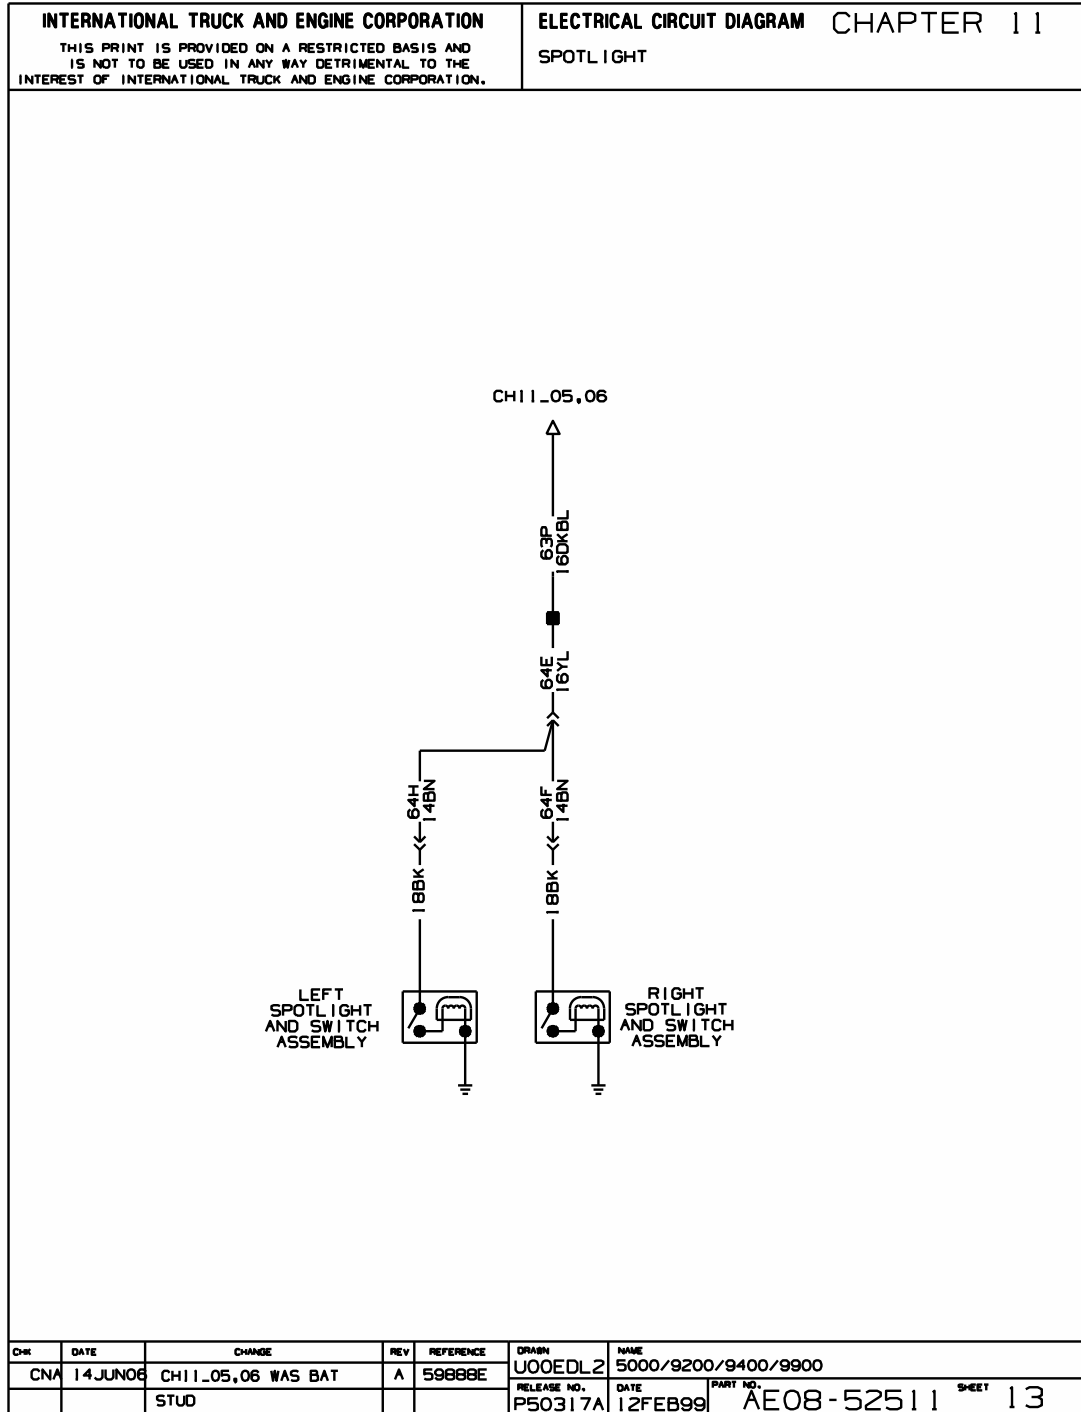 INTERNATIONAL TRUCK AND ENGINE CORPORATION
THIS PRINT IS PROVIDED ON A RESTRICTED BASIS AND
IS NOT TO BE USED IN ANY WAY DETRIMENTAL TO THE
INTEREST OF INTERNATIONAL TRUCK AND ENGINE CORPORATION.
ELECTRICAL CIRCUIT DIAGRAM CHAPTER 11
SPOTLIGHT
CH11_05,06
63P
16DKBL
64E
16YL
64H
14BN
64F
14BN
18BK
18BK
LEFT
SPOTLIGHT
AND SWITCH
ASSEMBLY
RIGHT
SPOTLIGHT
AND SWITCH
ASSEMBLY
CHK DATE CHANGE REV REFERENCE
CNA 14JUN06 CH11_05,06 WAS BAT A 59888E
STUD
DRAWN
U00EDL2
NAME
5000/9200/9400/9900
RELEASE NO.
P50317A
DATE
12FEB99
PART NO.
AE08-52511
SHEET 13